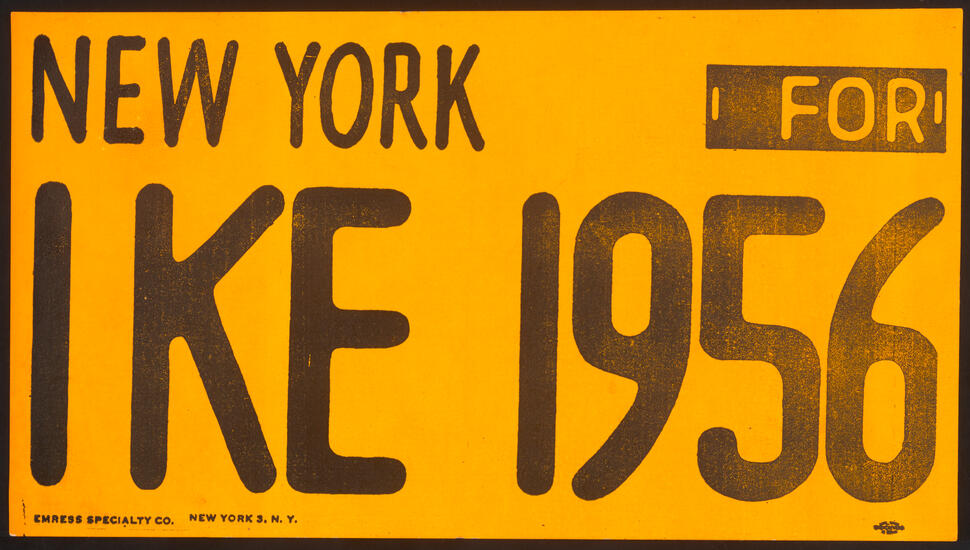 NEW YORK FOR
IKE 1956
EMRESS SPECIALTY CO. NEW YORK 3, N. Y.